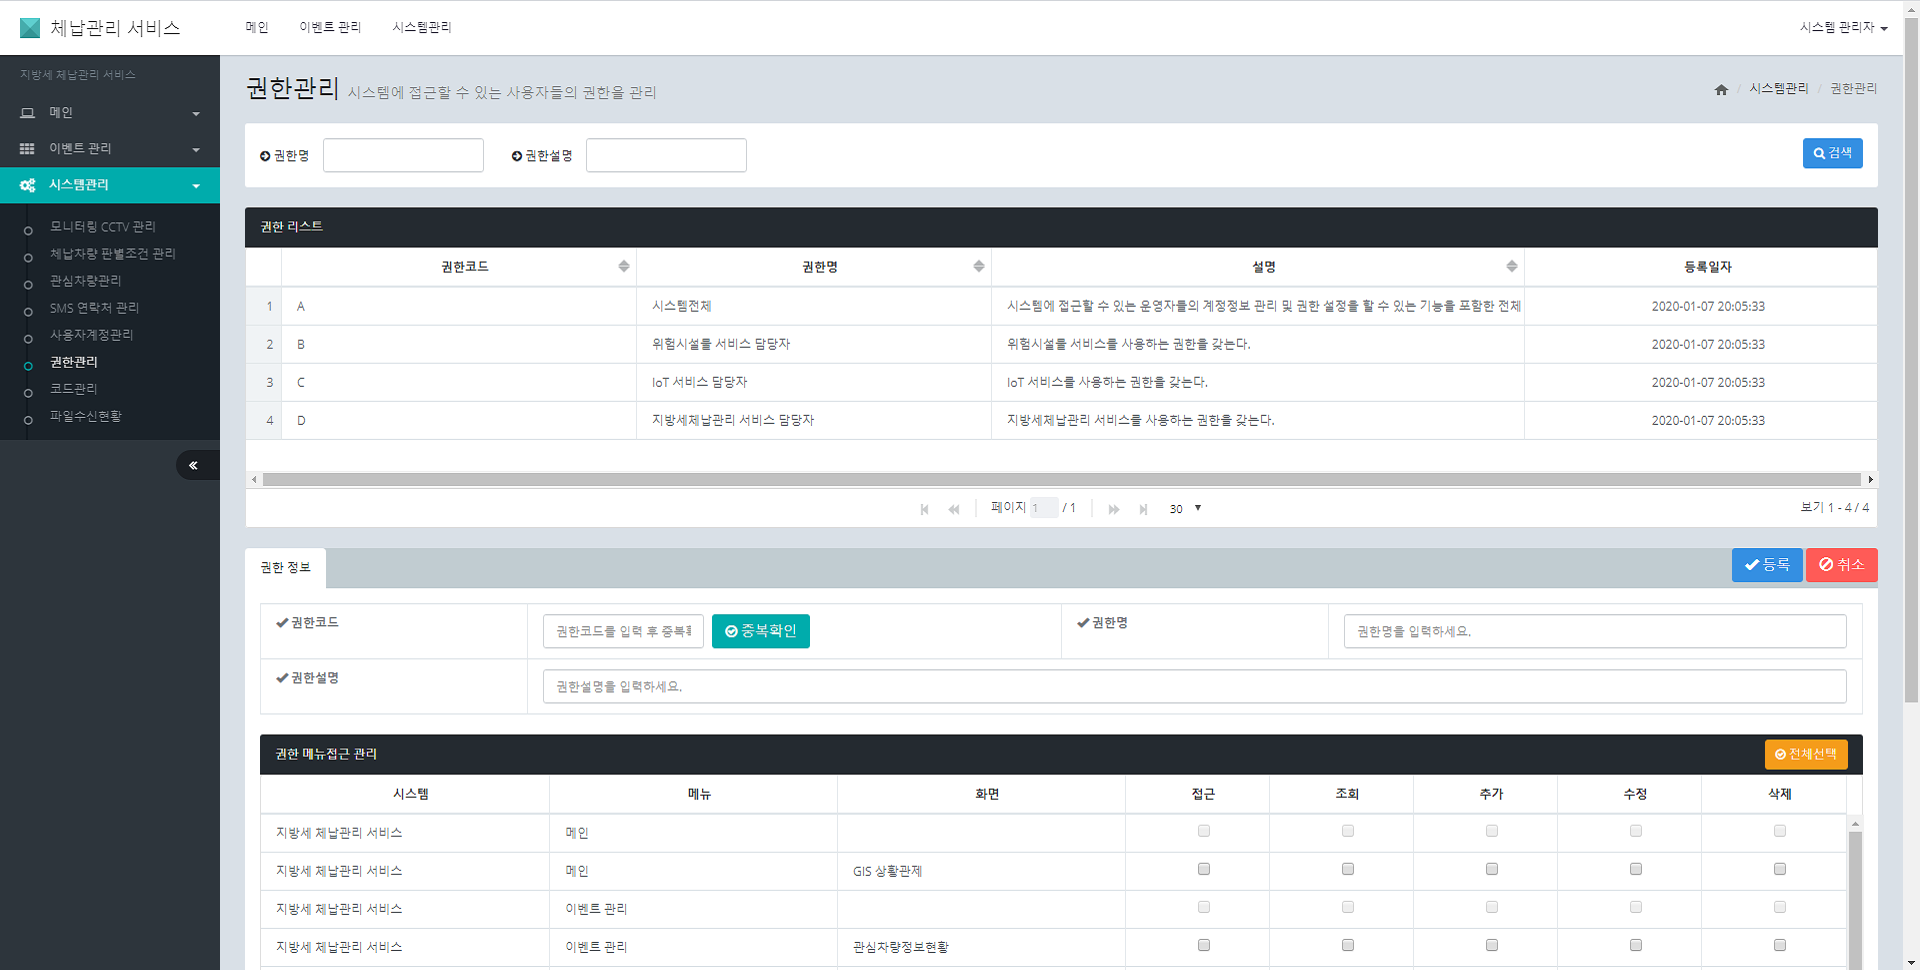 체납관리 서비스
메인
이벤트 관리
시스템관리
시스템 관리자
지방세 체납관리 서비스
메인
이벤트 관리
시스템관리
모니터링 CCTV 관리
체납차량 판별조건 관리
관심차량관리
SMS 연락처 관리
사용자계정관리
권한관리
코드관리
파일수신현황
권한관리 시스템에 접근할 수 있는 사용자들의 권한을 관리
/ 시스템관리 / 권한관리
권한명
권한설명
검색
권한 리스트
권한코드 권한명 설명 등록일자
1 A 시스템전체 시스템에 접근할 수 있는 운영자들의 계정정보 관리 및 권한 설정을 할 수 있는 기능을 포함한 전체 2020-01-07 20:05:33
2 B 위험시설물 서비스 담당자 위험시설물 서비스를 사용하는 권한을 갖는다. 2020-01-07 20:05:33
3 C IoT 서비스 담당자 IoT 서비스를 사용하는 권한을 갖는다. 2020-01-07 20:05:33
4 D 지방세체납관리 서비스 담당자 지방세체납관리 서비스를 사용하는 권한을 갖는다. 2020-01-07 20:05:33
페이지 1 / 1 30 보기 1 - 4 / 4
권한 정보
등록 취소
권한코드 권한코드를 입력 후 중복 중복확인 권한명 권한명을 입력하세요.
권한설명 권한설명을 입력하세요.
권한 메뉴접근 관리 전체선택
시스템 메뉴 화면 접근 조회 추가 수정 삭제
지방세 체납관리 서비스 메인
지방세 체납관리 서비스 메인 GIS 상황관제
지방세 체납관리 서비스 이벤트 관리
지방세 체납관리 서비스 이벤트 관리 관심차량정보현황